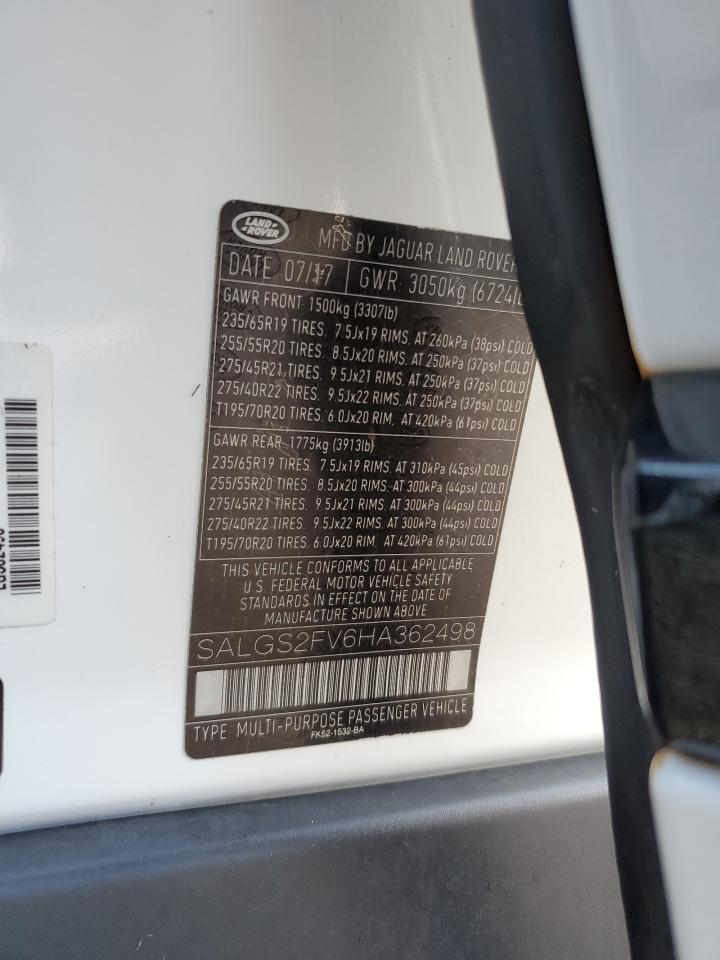 LAND ROVER
MFD BY JAGUAR LAND ROVER
DATE 07/17 GWR: 3050kg (6724lb
GAWR FRONT 1500kg (3307lb)
235/65R19 TIRES. 7.5Jx19 RIMS. AT 260kPa (38psi) COLD
255/55R20 TIRES. 8.5Jx20 RIMS. AT 250kPa (37psi) COLD
275/45R21 TIRES. 9.5Jx21 RIMS. AT 250kPa (37psi) COLD
275/40R22 TIRES. 9.5Jx22 RIMS. AT 250kPa (37psi) COLD
T195/70R20 TIRES. 6.0Jx20 RIM. AT 420kPa (61psi) COLD
GAWR REAR 1775kg (3913lb)
235/65R19 TIRES. 7.5Jx19 RIMS. AT 310kPa (45psi) COLD
255/55R20 TIRES. 8.5Jx20 RIMS. AT 300kPa (44psi) COLD
275/45R21 TIRES. 9.5Jx21 RIMS. AT 300kPa (44psi) COLD
275/40R22 TIRES. 9.5Jx22 RIMS. AT 300kPa (44psi) COLD
T195/70R20 TIRES. 6.0Jx20 RIM. AT 420kPa (61psi) COLD
THIS VEHICLE CONFORMS TO ALL APPLICABLE
U.S. FEDERAL MOTOR VEHICLE SAFETY
STANDARDS IN EFFECT ON THE DATE OF
MANUFACTURE SHOWN ABOVE
SALGS2FV6HA362498
TYPE: MULTI-PURPOSE PASSENGER VEHICLE
FK52-1532-BA